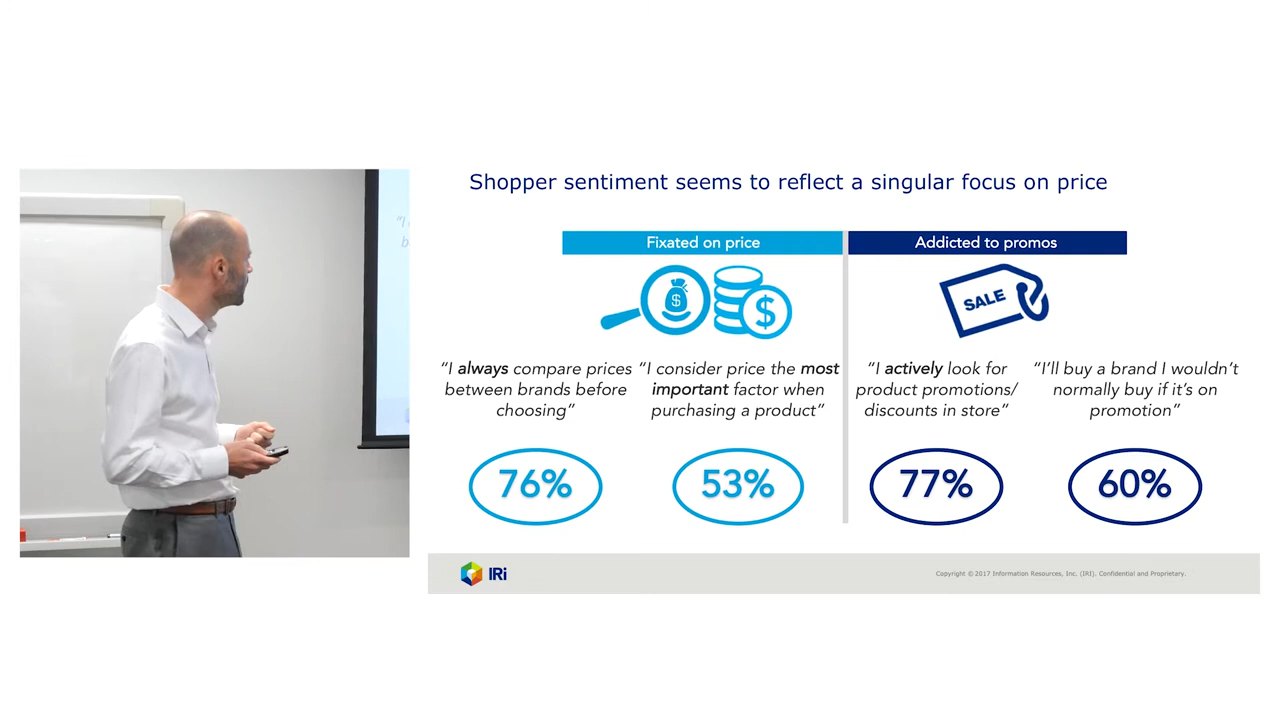 Shopper sentiment seems to reflect a singular focus on price
Fixated on price
Addicted to promos
$
$
SALE
“I always compare prices
between brands before
choosing”
“I consider price the most
important factor when
purchasing a product”
“I actively look for
product promotions/
discounts in store”
“I’ll buy a brand I wouldn’t
normally buy if it’s on
promotion”
76%
53%
77%
60%
IRi
Copyright © 2017 Information Resources, Inc. (IRI). Confidential and Proprietary.